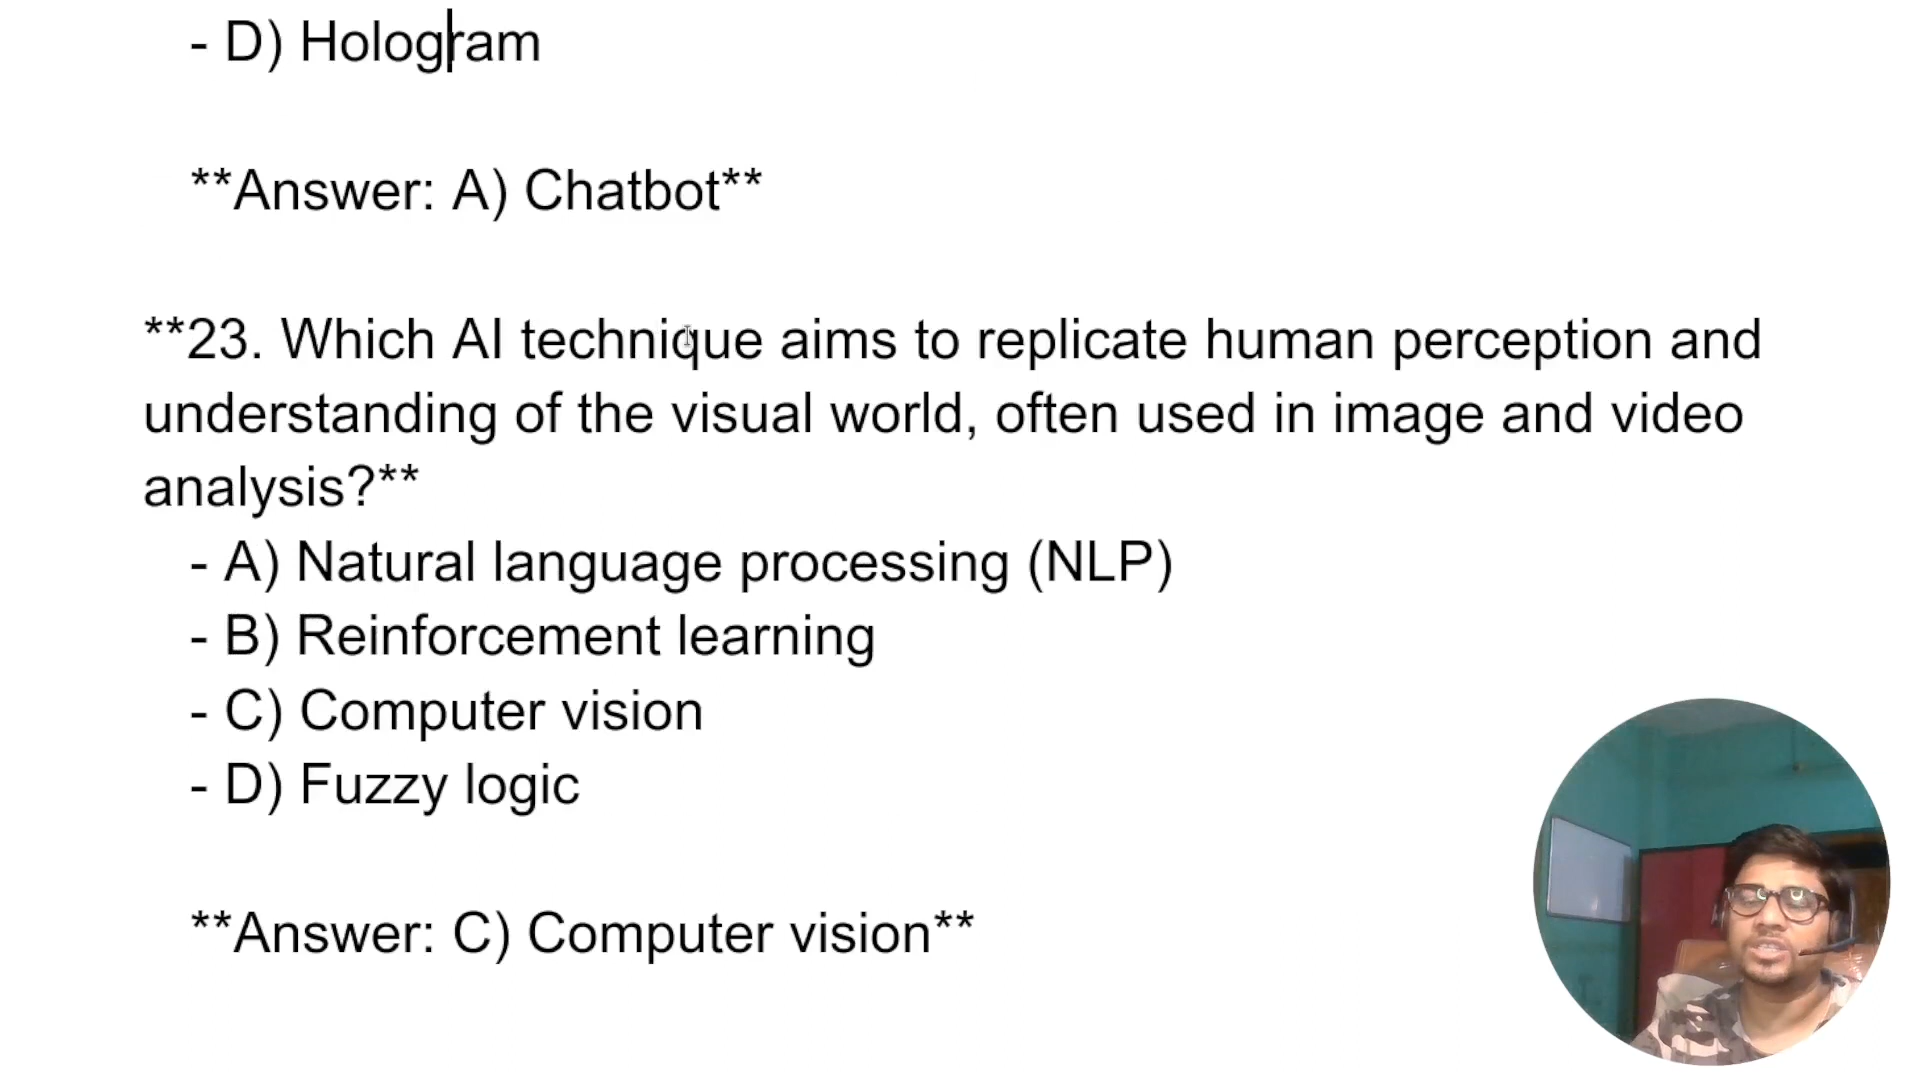 - D) Hologram
**Answer: A) Chatbot**
**23. Which AI technique aims to replicate human perception and
understanding of the visual world, often used in image and video
analysis?**
- A) Natural language processing (NLP)
- B) Reinforcement learning
- C) Computer vision
- D) Fuzzy logic
**Answer: C) Computer vision**